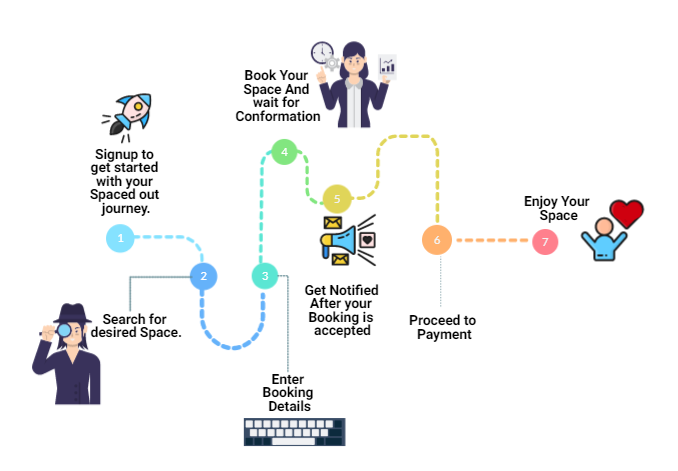 Signup to
get started
with your
Spaced out
journey.
1
2
Search for
desired Space.
3
Enter
Booking
Details
4
Book Your
Space And
wait for
Conformation
5
Get Notified
After your
Booking is
accepted
6
Proceed to
Payment
7
Enjoy Your
Space